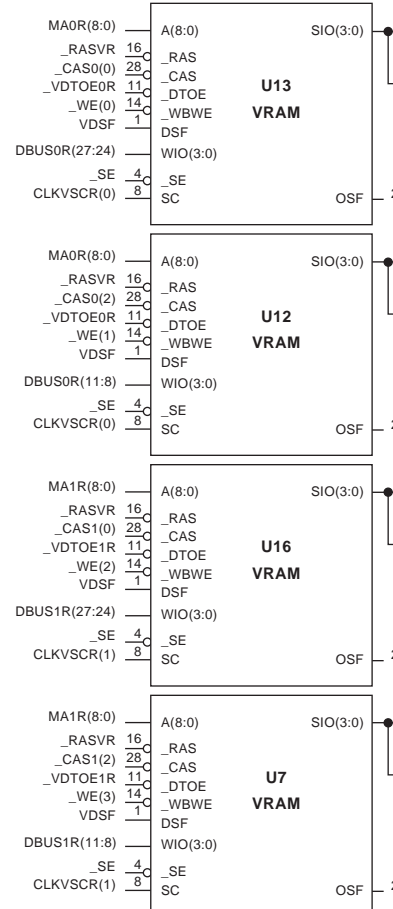 MA0R(8:0) A(8:0) SIO(3:0)
_RASVR 16 _RAS
_CAS0(0) 28 _CAS
_VDTOE0R 11 _DTOE U13
_WE(0) 14 _WBWE VRAM
VDSF 1 DSF
DBUS0R(27:24) WIO(3:0)
_SE 4 _SE
CLKVSCR(0) 8 SC OSF 2
MA0R(8:0) A(8:0) SIO(3:0)
_RASVR 16 _RAS
_CAS0(2) 28 _CAS
_VDTOE0R 11 _DTOE U12
_WE(1) 14 _WBWE VRAM
VDSF 1 DSF
DBUS0R(11:8) WIO(3:0)
_SE 4 _SE
CLKVSCR(0) 8 SC OSF 2
MA1R(8:0) A(8:0) SIO(3:0)
_RASVR 16 _RAS
_CAS1(0) 28 _CAS
_VDTOE1R 11 _DTOE U16
_WE(2) 14 _WBWE VRAM
VDSF 1 DSF
DBUS1R(27:24) WIO(3:0)
_SE 4 _SE
CLKVSCR(1) 8 SC OSF 2
MA1R(8:0) A(8:0) SIO(3:0)
_RASVR 16 _RAS
_CAS1(2) 28 _CAS
_VDTOE1R 11 _DTOE U7
_WE(3) 14 _WBWE VRAM
VDSF 1 DSF
DBUS1R(11:8) WIO(3:0)
_SE 4 _SE
CLKVSCR(1) 8 SC OSF 2